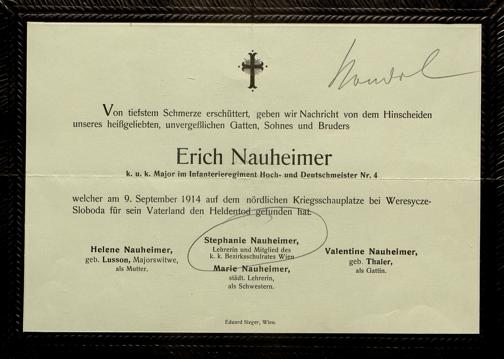 Von tiefstem Schmerze erschüttert, geben wir Nachricht von dem Hinscheiden
unseres heißgeliebten, unvergeßlichen Gatten, Sohnes und Bruders
Erich Nauheimer
k. u. k. Major im Infanterieregiment Hoch- und Deutschmeister Nr. 4
welcher am 9. September 1914 auf dem nördlichen Kriegsschauplatze bei Weresycze-
Sloboda für sein Vaterland den Heldentod gefunden hat.
Helene Nauheimer,
geb. Lusson, Majorswitwe,
als Mutter.
Stephanie Nauheimer,
Lehrerin und Mitglied des
k. k. Bezirksschulrates Wien
Marie Nauheimer,
städt. Lehrerin,
als Schwestern.
Valentine Nauheimer,
geb. Thaler,
als Gattin.
Eduard Sieger, Wien.